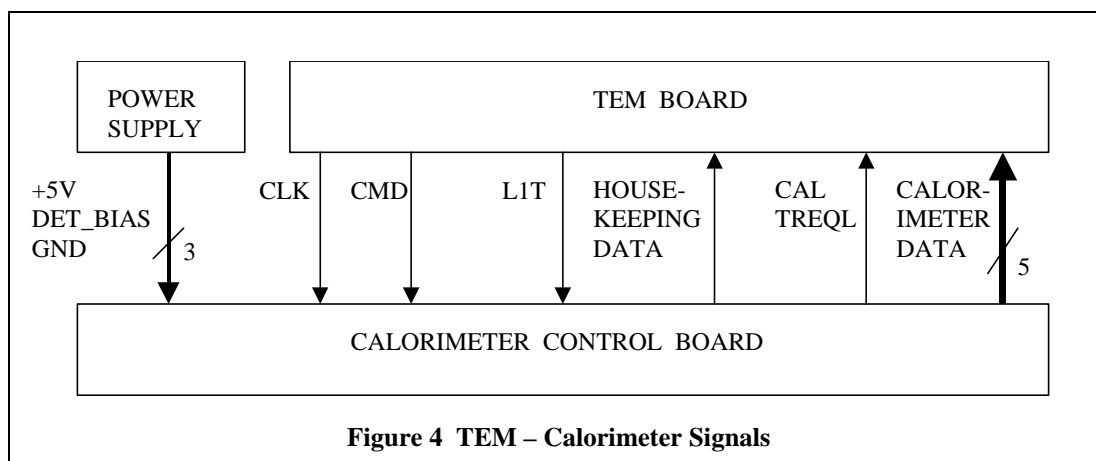 POWER
SUPPLY
TEM BOARD
+5V
DET_BIAS
GND
3
CLK
CMD
L1T
HOUSE-
KEEPING
DATA
CAL
TREQL
CALOR-
IMETER
DATA
5
CALORIMETER CONTROL BOARD
Figure 4 TEM – Calorimeter Signals